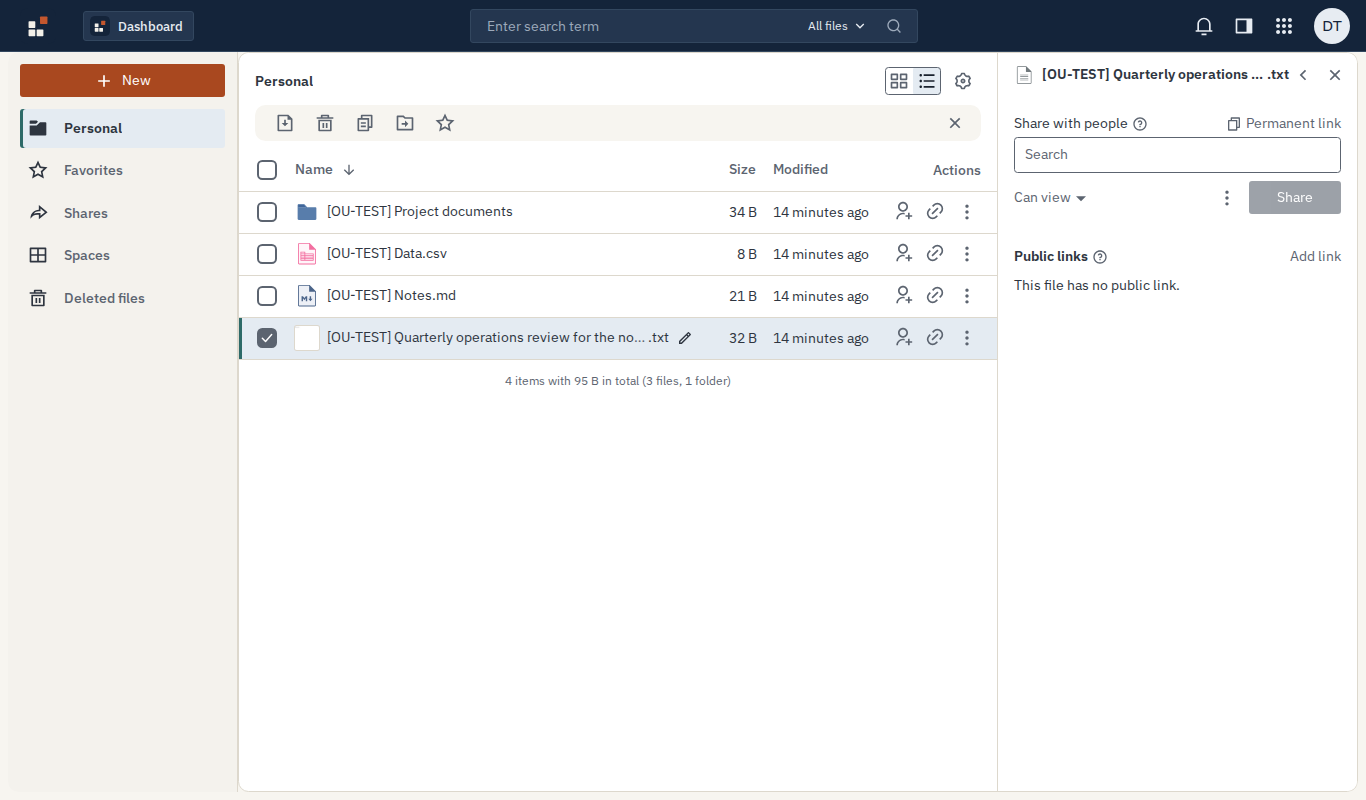 Dashboard
Enter search term
All files
DT
New
Personal
Favorites
Shares
Spaces
Deleted files
Personal
Name
Size
Modified
Actions
[OU-TEST] Project documents
34 B
14 minutes ago
[OU-TEST] Data.csv
8 B
14 minutes ago
[OU-TEST] Notes.md
21 B
14 minutes ago
[OU-TEST] Quarterly operations review for the no... .txt
32 B
14 minutes ago
4 items with 95 B in total (3 files, 1 folder)
[OU-TEST] Quarterly operations ... .txt
Share with people
Permanent link
Search
Can view
Share
Public links
Add link
This file has no public link.